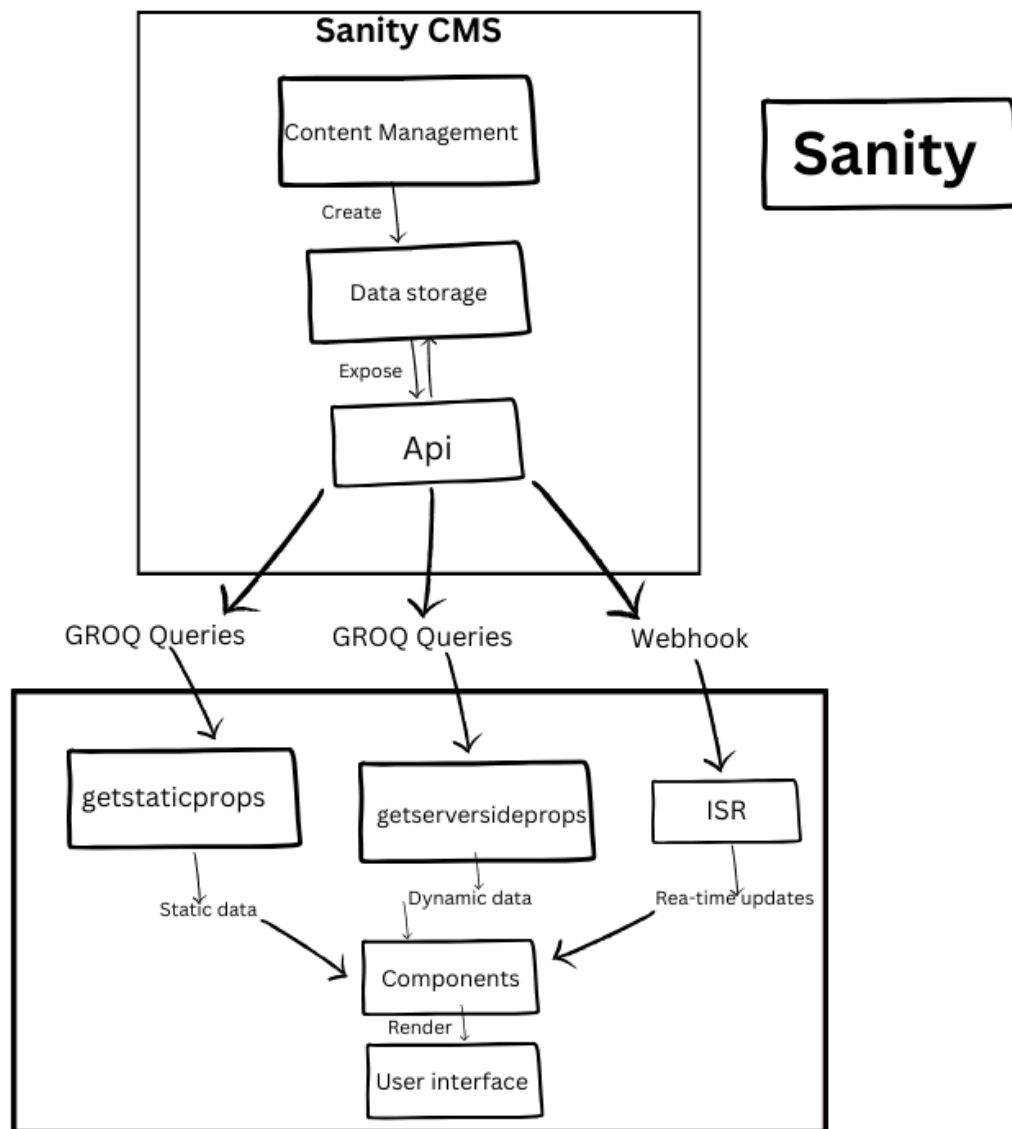 Sanity CMS
Sanity
Content Management
Create
Data storage
Expose
Api
GROQ Queries
GROQ Queries
Webhook
getstaticprops
getserversideprops
ISR
Static data
Dynamic data
Rea-time updates
Components
Render
User interface